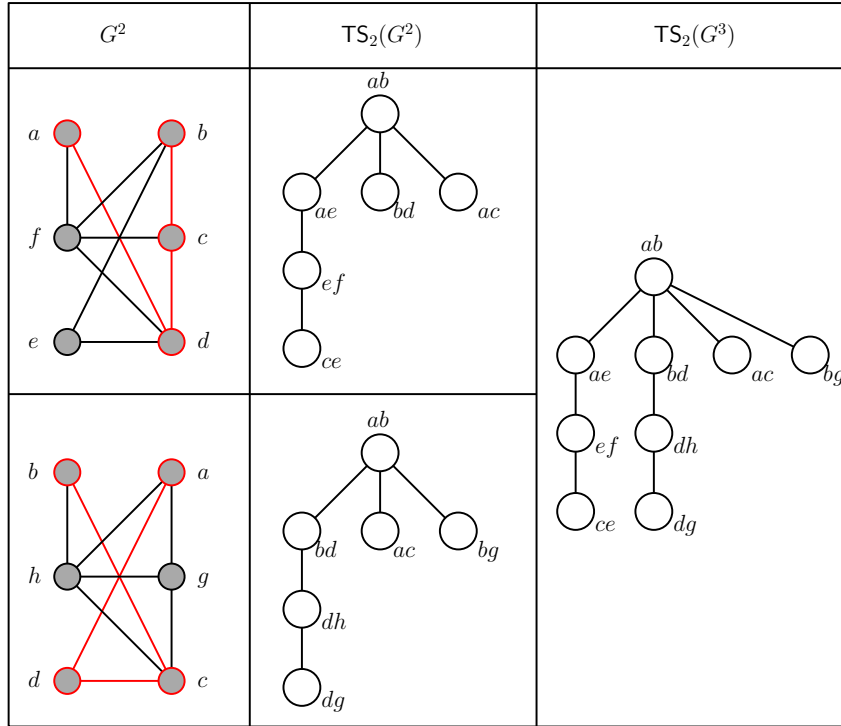 G² TS₂(G²) TS₂(G³)
a b
f c
e d
ab
ae bd ac
ef
ce
b a
h g
d c
ab
bd ac bg
dh
dg
ab
ae bd ac bg
ef dh
ce dg